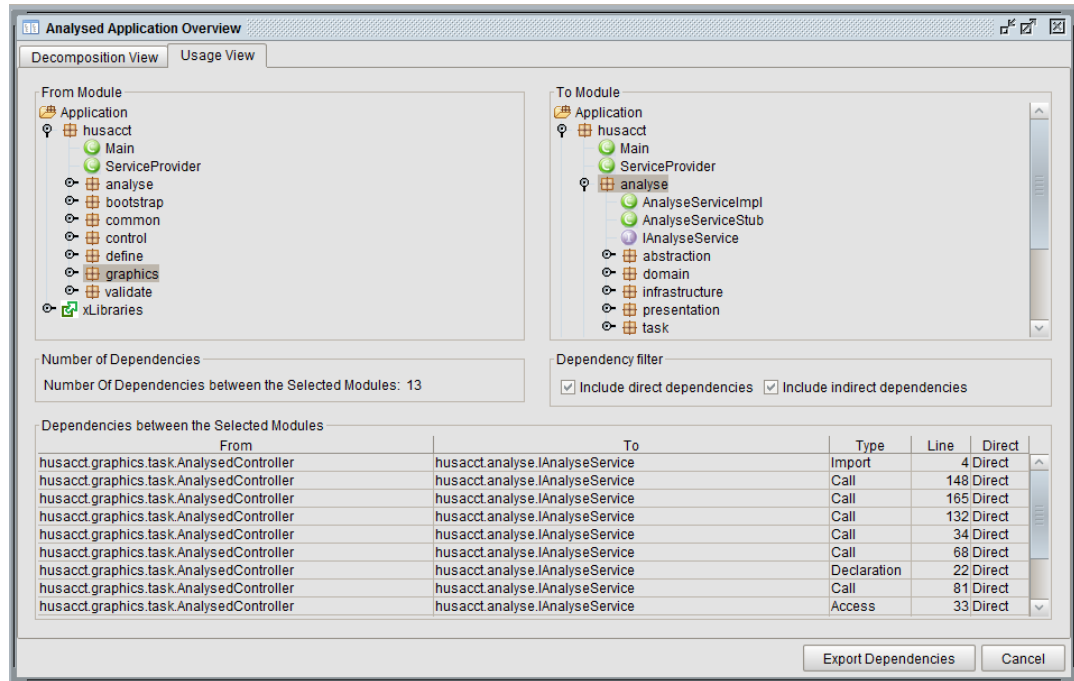 Analysed Application Overview
Decomposition View Usage View
From Module
Application
husacct
Main
ServiceProvider
analyse
bootstrap
common
control
define
graphics
validate
xLibraries
To Module
Application
husacct
Main
ServiceProvider
analyse
AnalyseServiceImpl
AnalyseServiceStub
IAnalyseService
abstraction
domain
infrastructure
presentation
task
Number of Dependencies
Number Of Dependencies between the Selected Modules: 13
Dependency filter
Include direct dependencies Include indirect dependencies
Dependencies between the Selected Modules
From To Type Line Direct
husacct.graphics.task.AnalysedController husacct.analyse.IAnalyseService Import 4 Direct
husacct.graphics.task.AnalysedController husacct.analyse.IAnalyseService Call 148 Direct
husacct.graphics.task.AnalysedController husacct.analyse.IAnalyseService Call 165 Direct
husacct.graphics.task.AnalysedController husacct.analyse.IAnalyseService Call 132 Direct
husacct.graphics.task.AnalysedController husacct.analyse.IAnalyseService Call 34 Direct
husacct.graphics.task.AnalysedController husacct.analyse.IAnalyseService Call 68 Direct
husacct.graphics.task.AnalysedController husacct.analyse.IAnalyseService Declaration 22 Direct
husacct.graphics.task.AnalysedController husacct.analyse.IAnalyseService Call 81 Direct
husacct.graphics.task.AnalysedController husacct.analyse.IAnalyseService Access 33 Direct
Export Dependencies Cancel